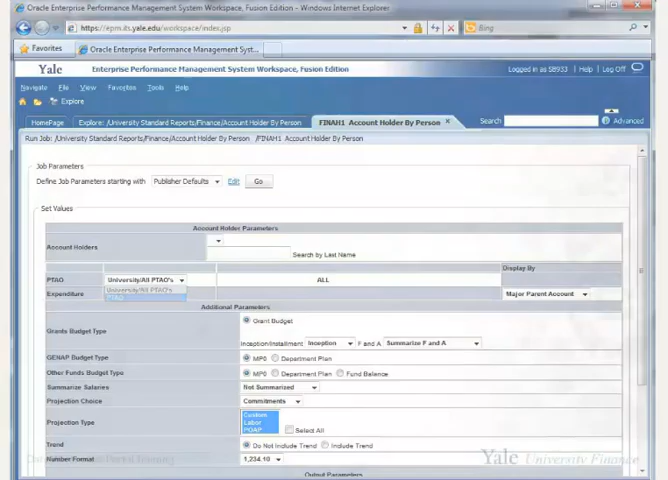 Oracle Enterprise Performance Management System Workspace, Fusion Edition - Windows Internet Explorer
https://epm.its.yale.edu/workspace/index.jsp
Bing
Favorites Oracle Enterprise Performance Management Syst...
Yale Enterprise Performance Management System Workspace, Fusion Edition Logged in as S8933 | Help | Log Off
Navigate File View Favorites Tools Help
Explore
HomePage Explore: /University Standard Reports/Finance/Account Holder By Person FINAH1 Account Holder By Person × Search Advanced
Run Job: /University Standard Reports/Finance/Account Holder By Person /FINAH1 Account Holder By Person
Job Parameters
Define Job Parameters starting with Publisher Defaults Edit Go
Set Values
Account Holder Parameters
Account Holders
Search by Last Name
Display By
PTAO University/All PTAO's ALL
University/All PTAO's
PTAO
Expenditure Major Parent Account
Additional Parameters
Grants Budget Type Grant Budget
Inception/Installment Inception F and A Summarize F and A
GENAP Budget Type MP0 Department Plan
Other Funds Budget Type MP0 Department Plan Fund Balance
Summarize Salaries Not Summarized
Projection Choice Commitments
Projection Type
Custom
Labor
POAP
Select All
Trend Do Not Include Trend Include Trend
Number Format 1,234.10
Yale University Finance
Output Parameters